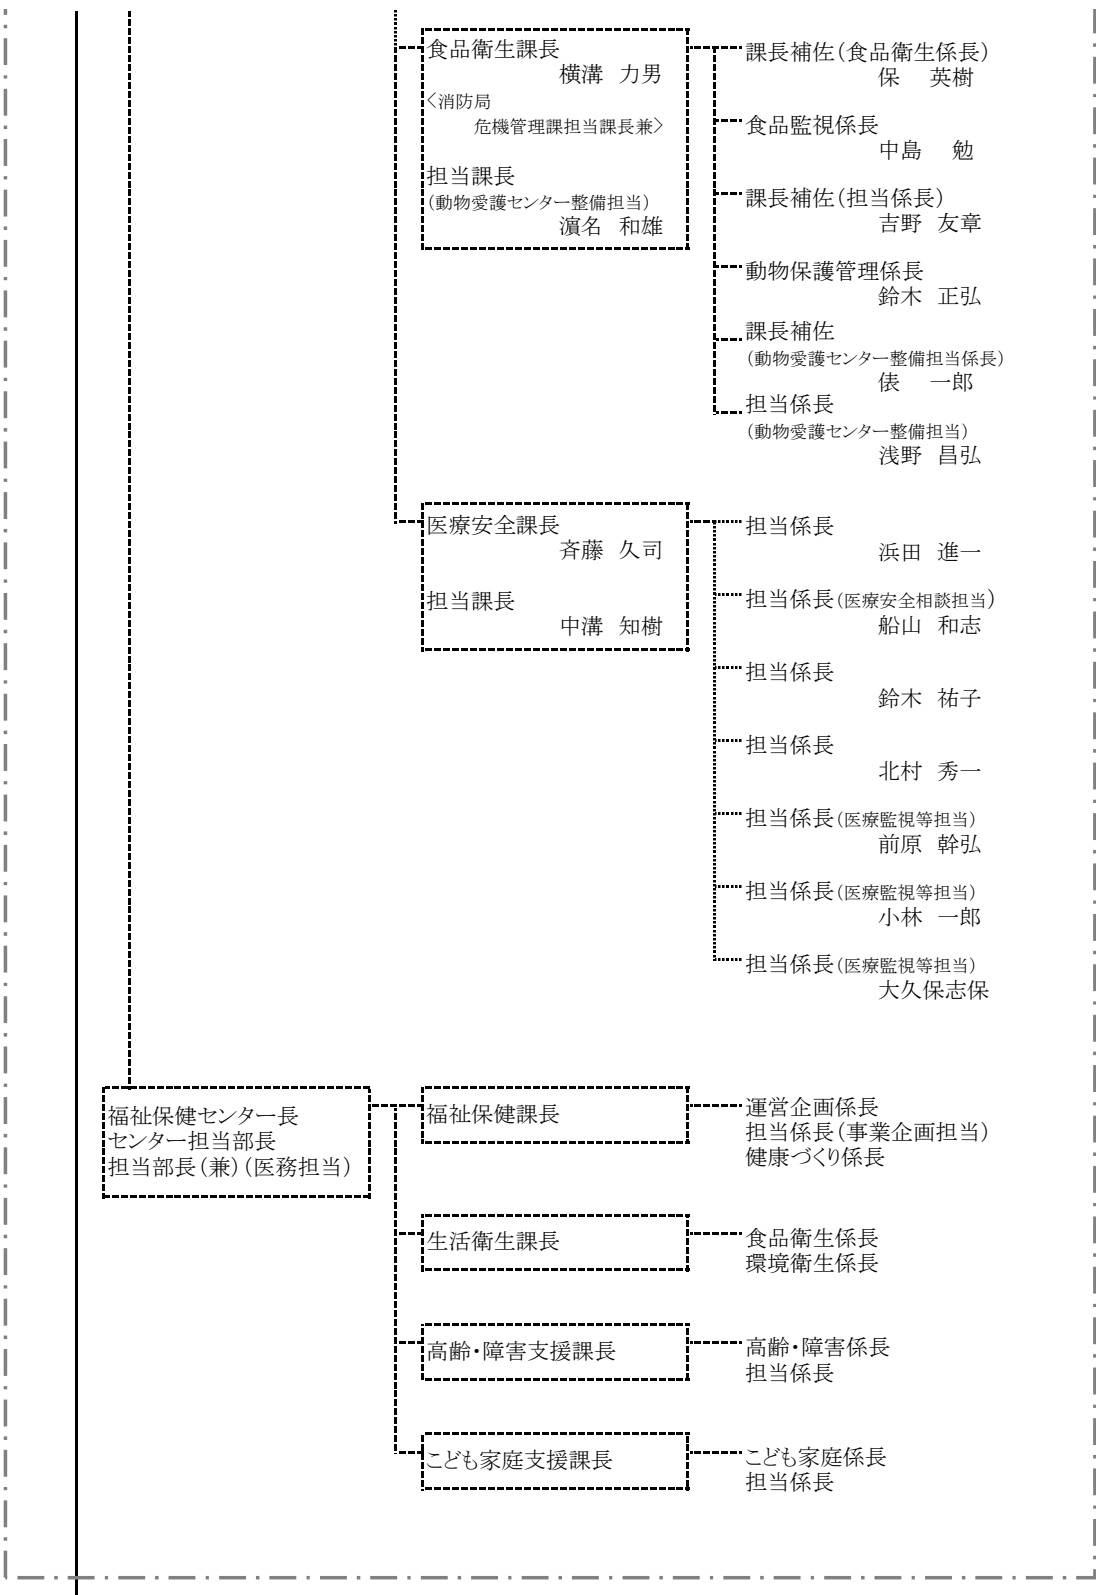 食品衛生課長
横溝 力男
<消防局
危機管理課担当課長兼>
担当課長
(動物愛護センター整備担当)
濵名 和雄
課長補佐(食品衛生係長)
保 英樹
食品監視係長
中島 勉
課長補佐(担当係長)
吉野 友章
動物保護管理係長
鈴木 正弘
課長補佐
(動物愛護センター整備担当係長)
俵 一郎
担当係長
(動物愛護センター整備担当)
浅野 昌弘
医療安全課長
斉藤 久司
担当課長
中溝 知樹
担当係長
浜田 進一
担当係長(医療安全相談担当)
船山 和志
担当係長
鈴木 祐子
担当係長
北村 秀一
担当係長(医療監視等担当)
前原 幹弘
担当係長(医療監視等担当)
小林 一郎
担当係長(医療監視等担当)
大久保志保
福祉保健センター長
センター担当部長
担当部長(兼)(医務担当)
福祉保健課長
運営企画係長
担当係長(事業企画担当)
健康づくり係長
生活衛生課長
食品衛生係長
環境衛生係長
高齢・障害支援課長
高齢・障害係長
担当係長
こども家庭支援課長
こども家庭係長
担当係長